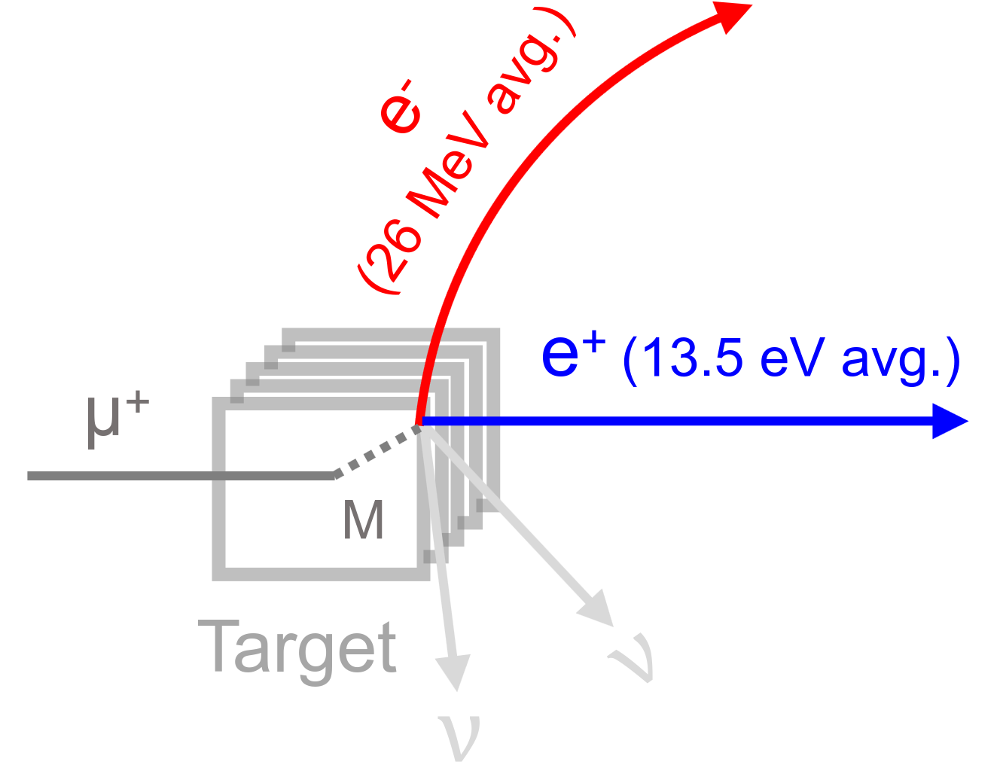 e-
(26 MeV avg.)
e+ (13.5 eV avg.)
μ+
M
Target
ν
ν